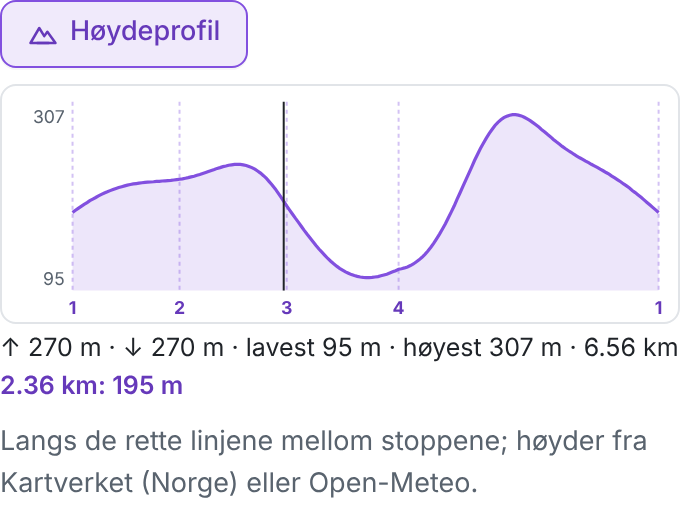 Høydeprofil
307
95
1 2 3 4 1
↑ 270 m · ↓ 270 m · lavest 95 m · høyest 307 m · 6.56 km
2.36 km: 195 m
Langs de rette linjene mellom stoppene; høyder fra
Kartverket (Norge) eller Open-Meteo.